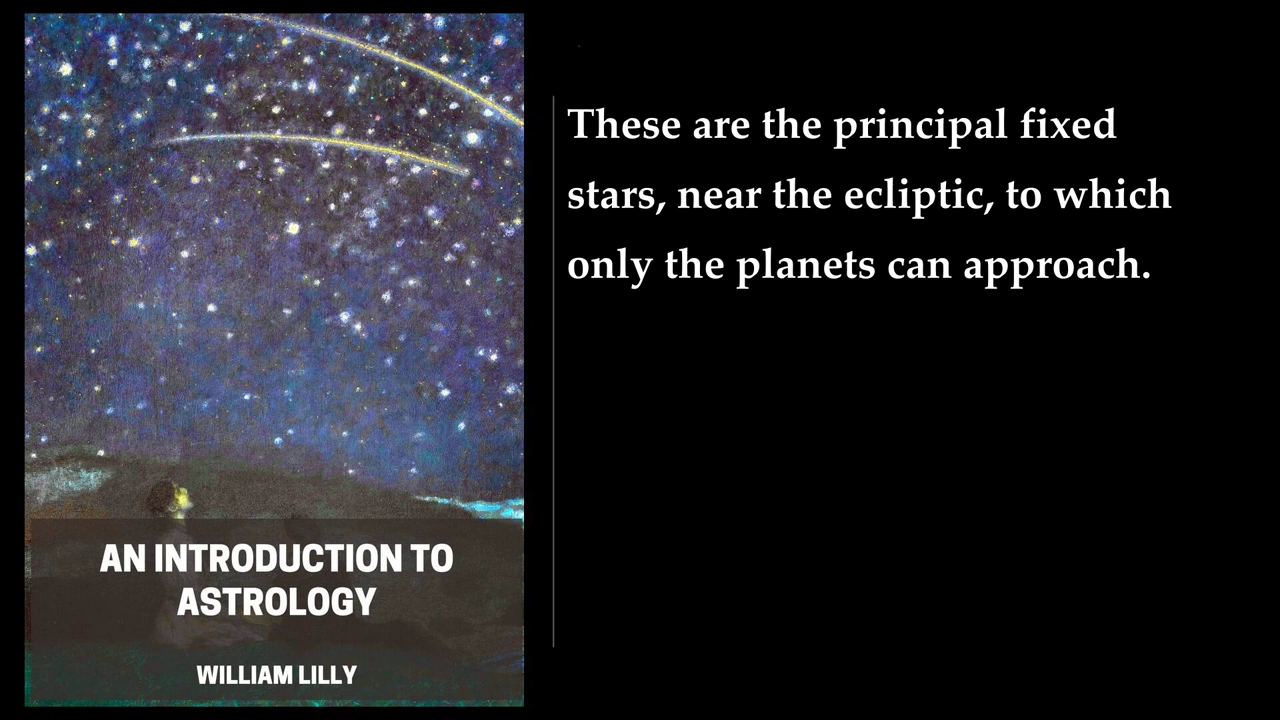 AN INTRODUCTION TO
ASTROLOGY
WILLIAM LILLY
These are the principal fixed
stars, near the ecliptic, to which
only the planets can approach.